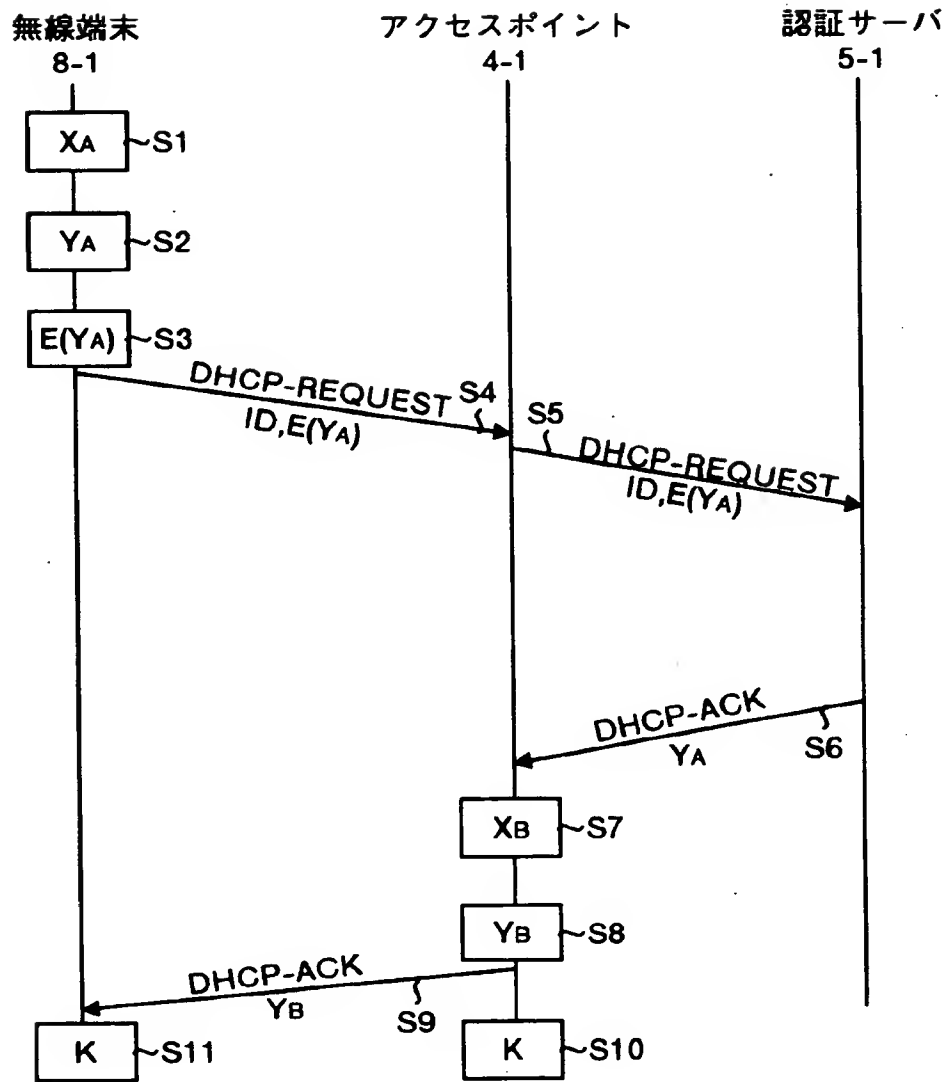 無線端末
8-1
アクセスポイント
4-1
認証サーバ
5-1
XA
S1
YA
S2
E(YA)
S3
DHCP-REQUEST
S4
ID,E(YA)
S5
DHCP-REQUEST
ID,E(YA)
DHCP-ACK
YA
S6
XB
S7
YB
S8
DHCP-ACK
YB
S9
K
S11
K
S10